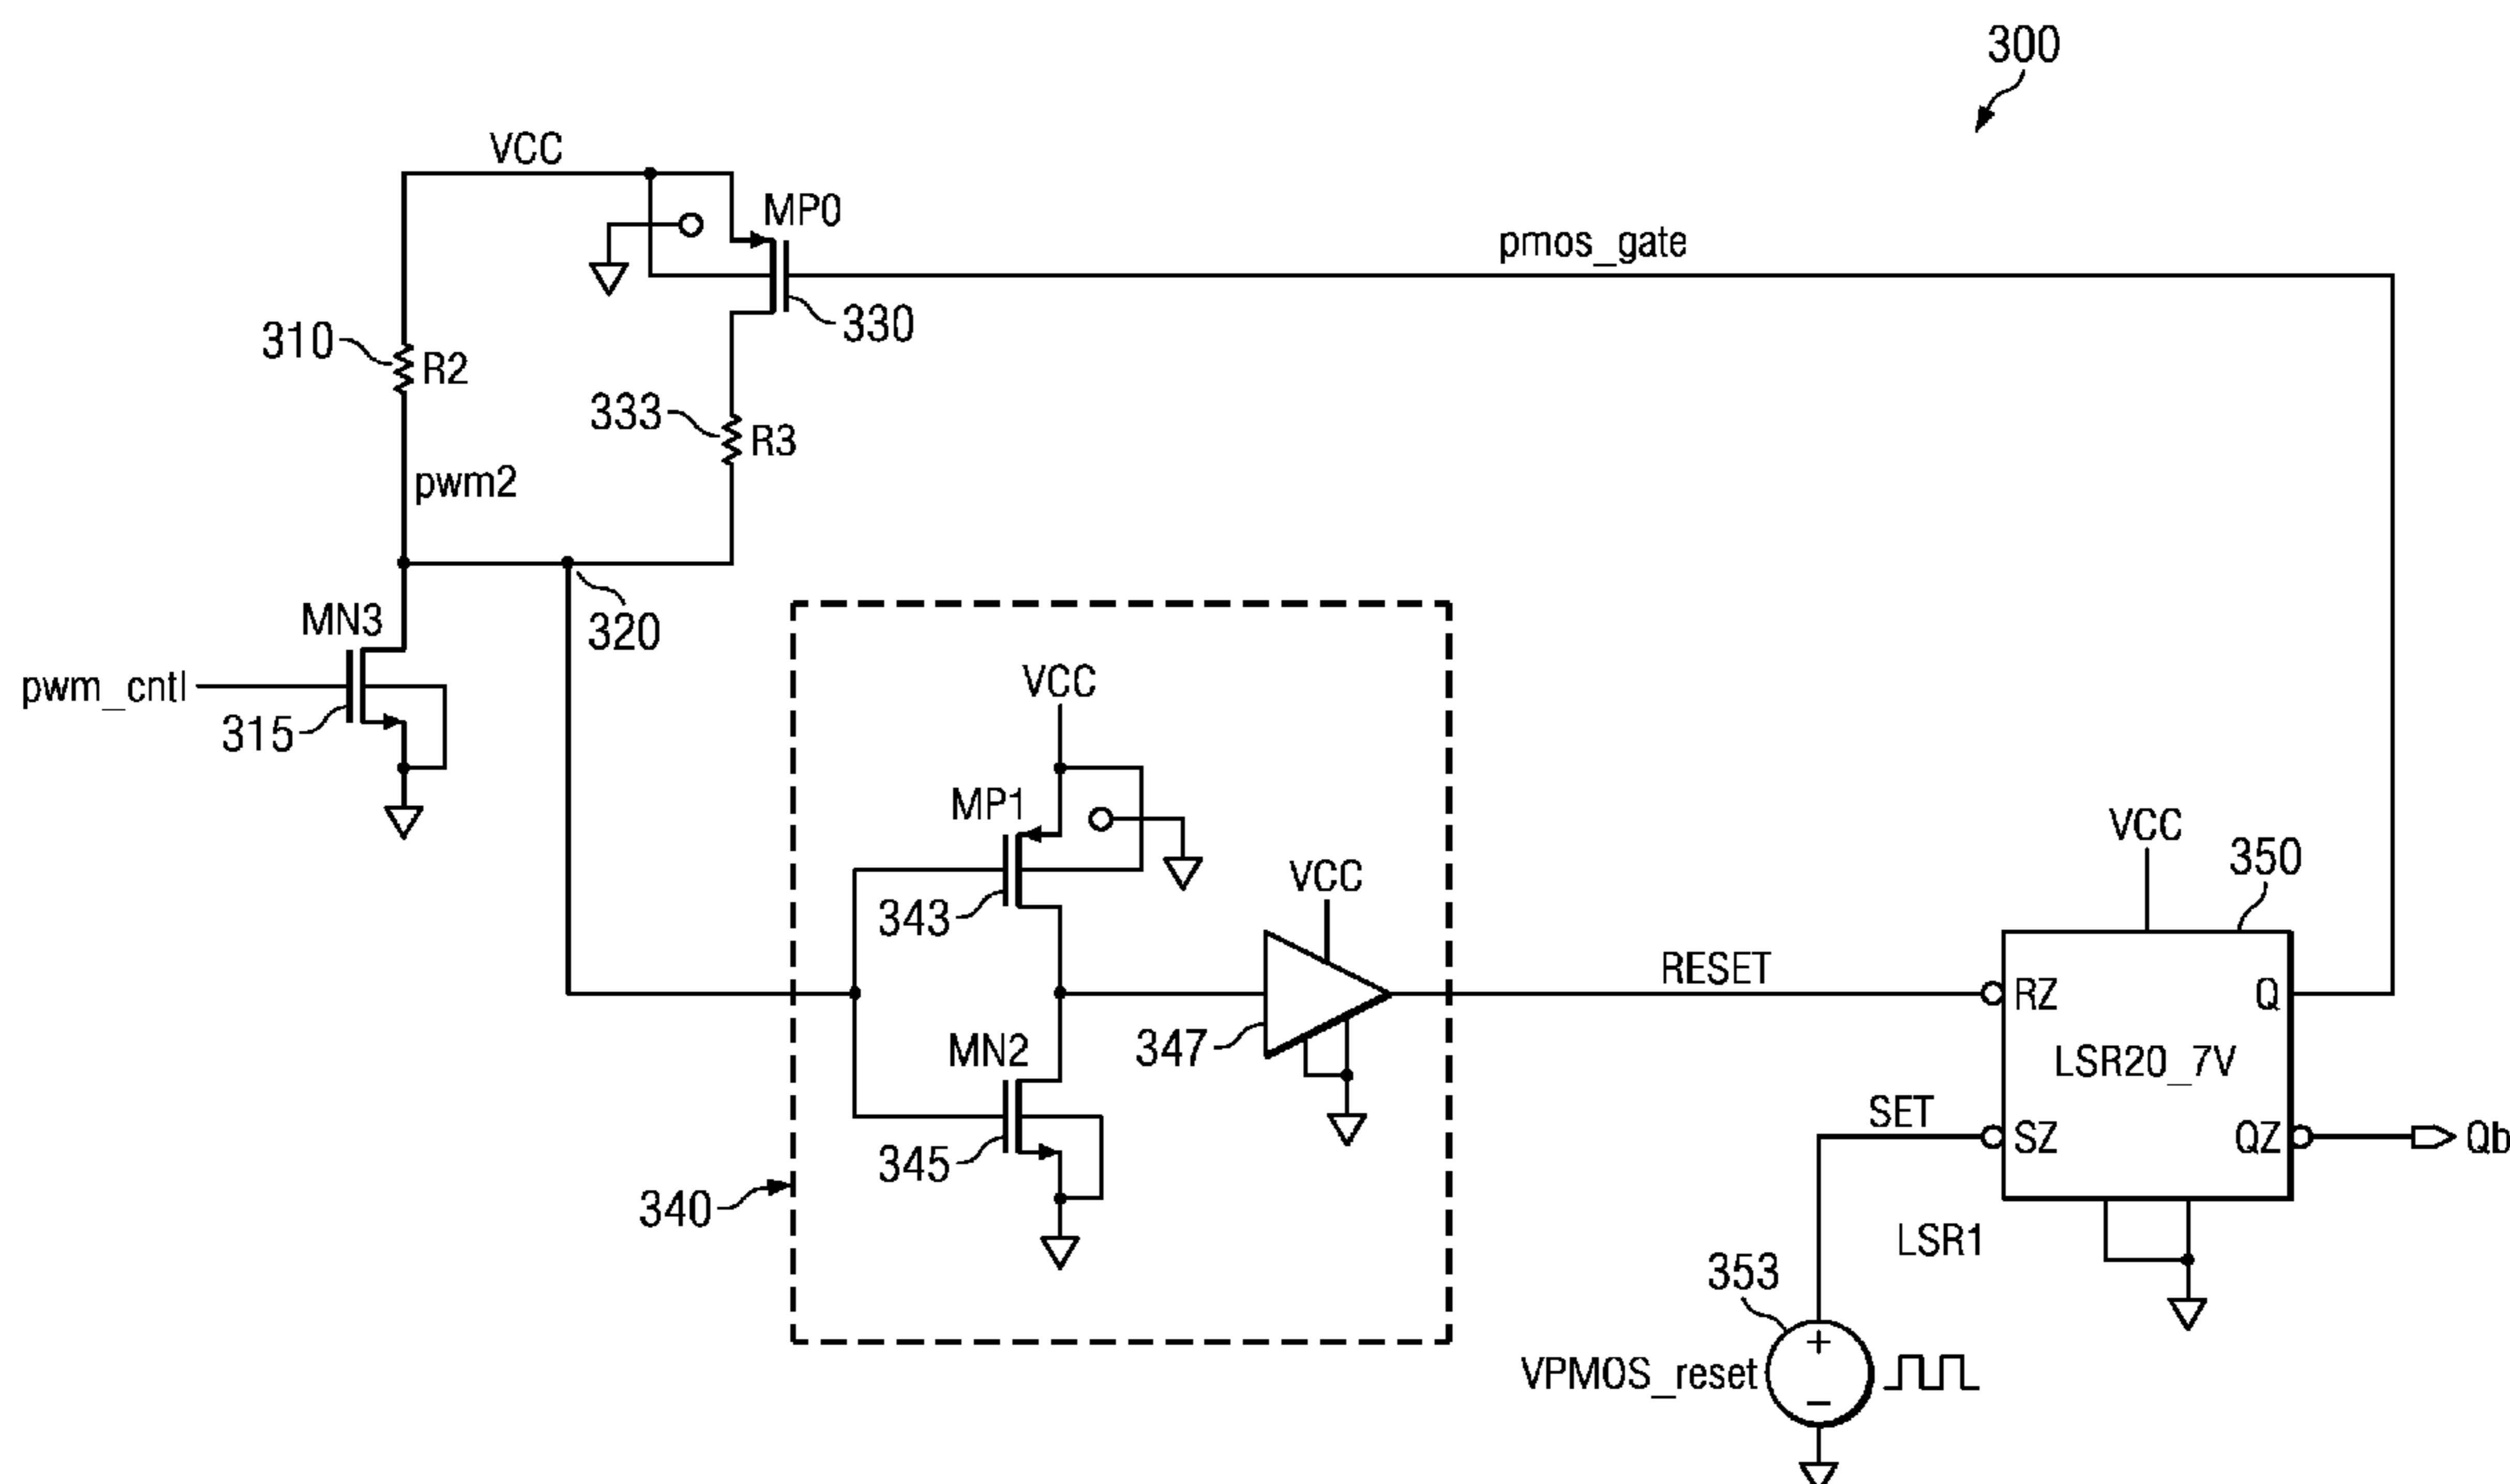 300
VCC
MP0
pmos_gate
330
310
R2
333
R3
pwm2
320
MN3
pwm_cntl
315
VCC
MP1
343
VCC
347
MN2
345
340
RESET
VCC
350
RZ
Q
LSR20_7V
SET
SZ
QZ
Qb
LSR1
353
+
VPMOS_reset
−